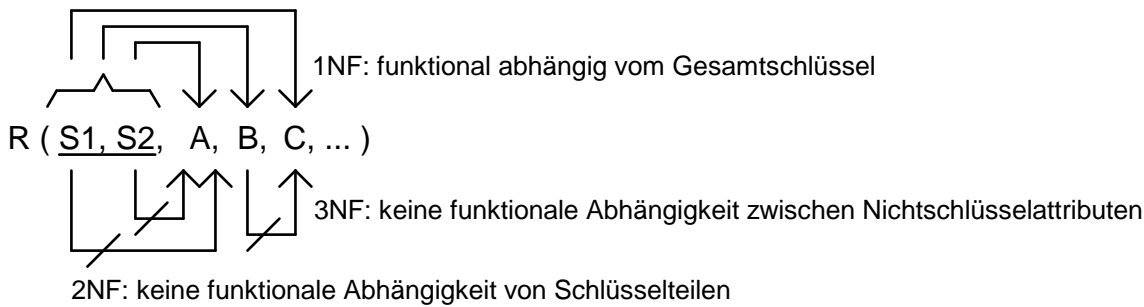 1NF: funktional abhängig vom Gesamtschlüssel
R ( S1, S2, A, B, C, ... )
3NF: keine funktionale Abhängigkeit zwischen Nichtschlüsselattributen
2NF: keine funktionale Abhängigkeit von Schlüsselteilen